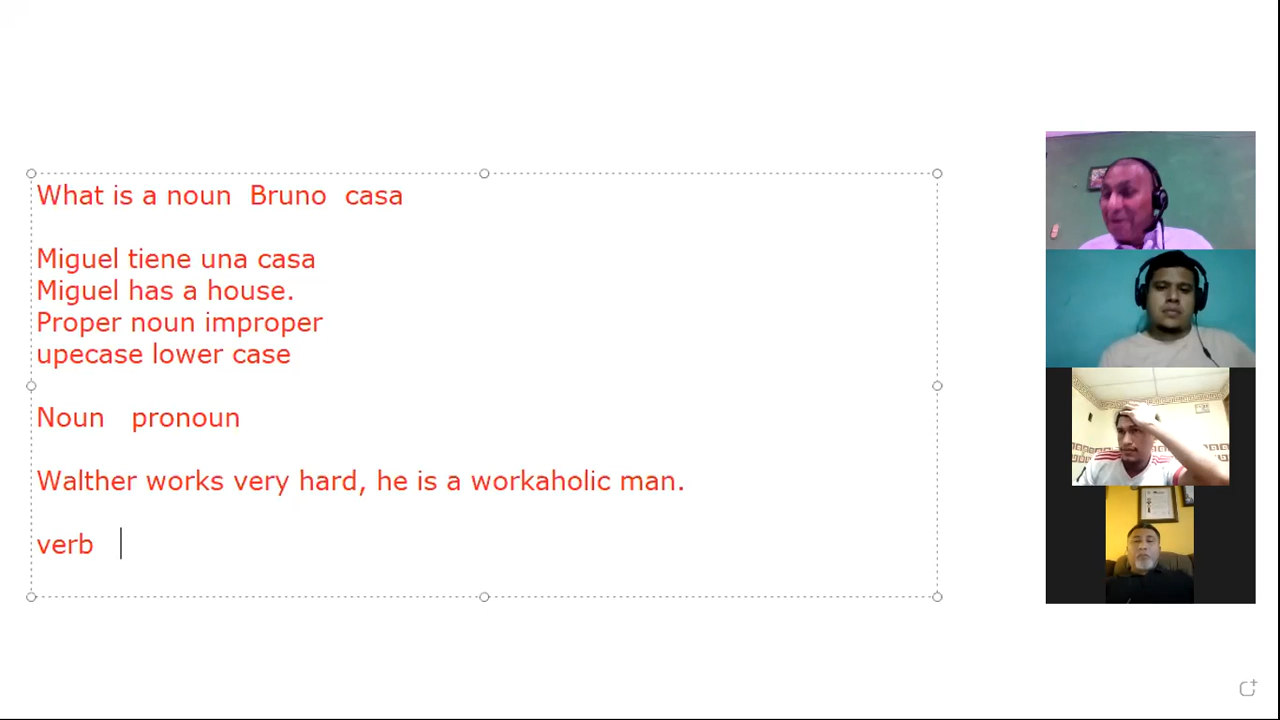 What is a noun Bruno casa
Miguel tiene una casa
Miguel has a house.
Proper noun improper
upecase lower case
Noun pronoun
Walther works very hard, he is a workaholic man.
verb